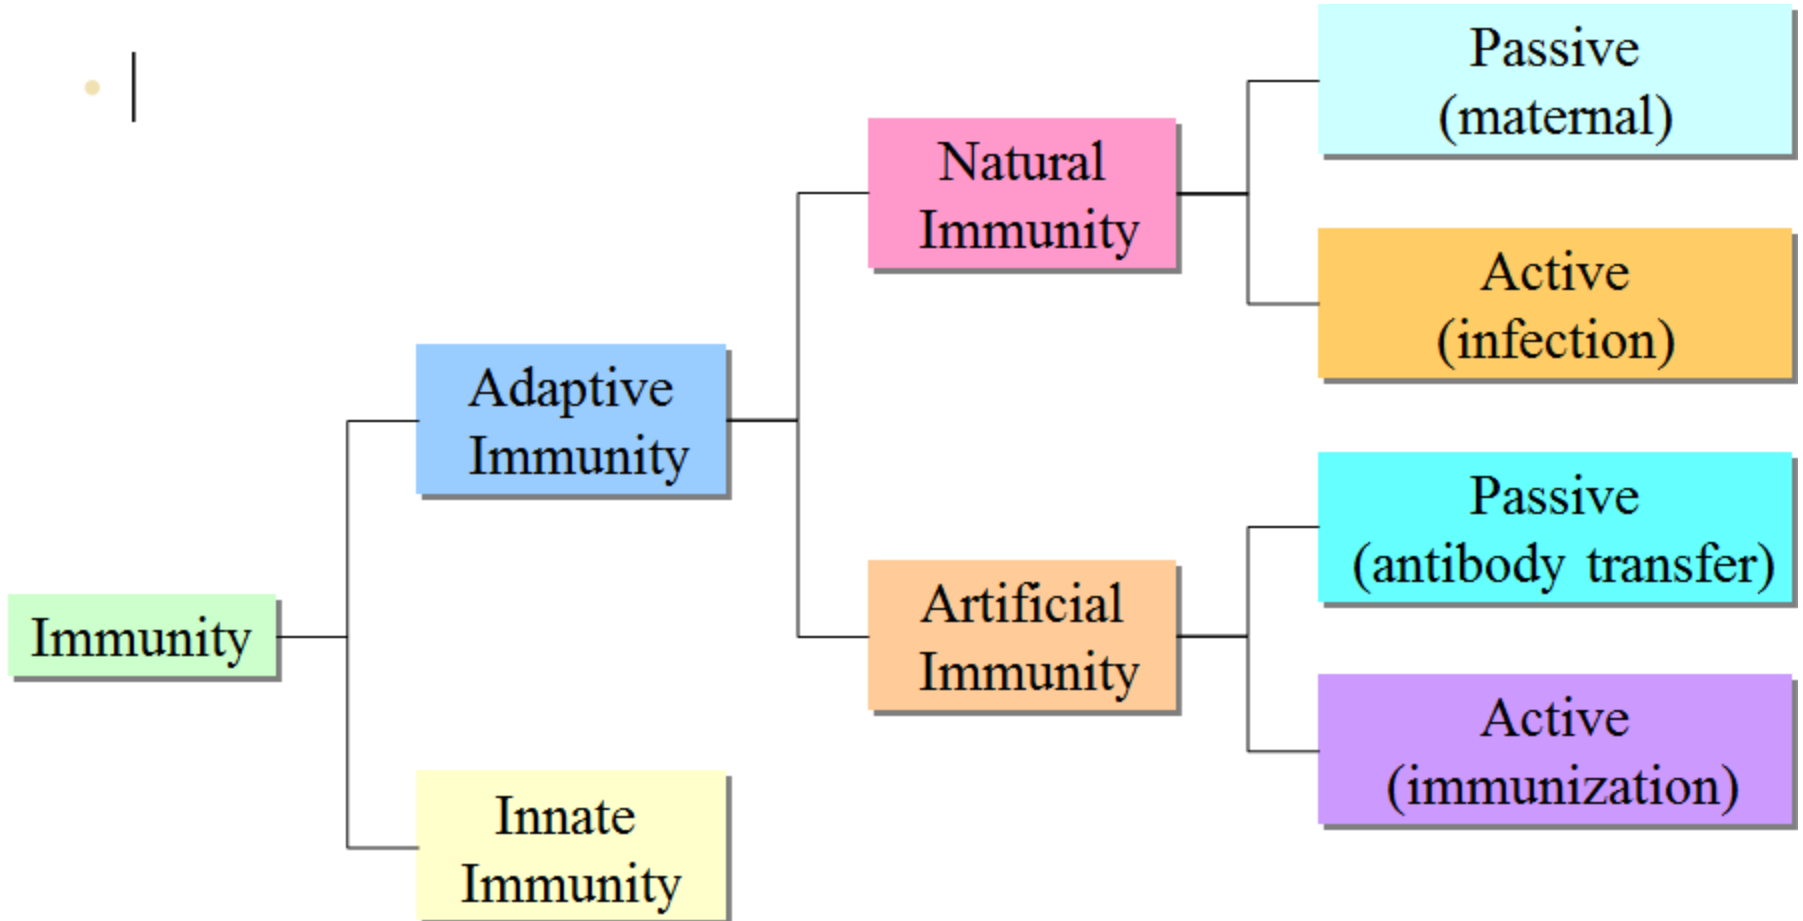 Passive
(maternal)
Natural
Immunity
Active
(infection)
Adaptive
Immunity
Passive
(antibody transfer)
Artificial
Immunity
Immunity
Active
(immunization)
Innate
Immunity